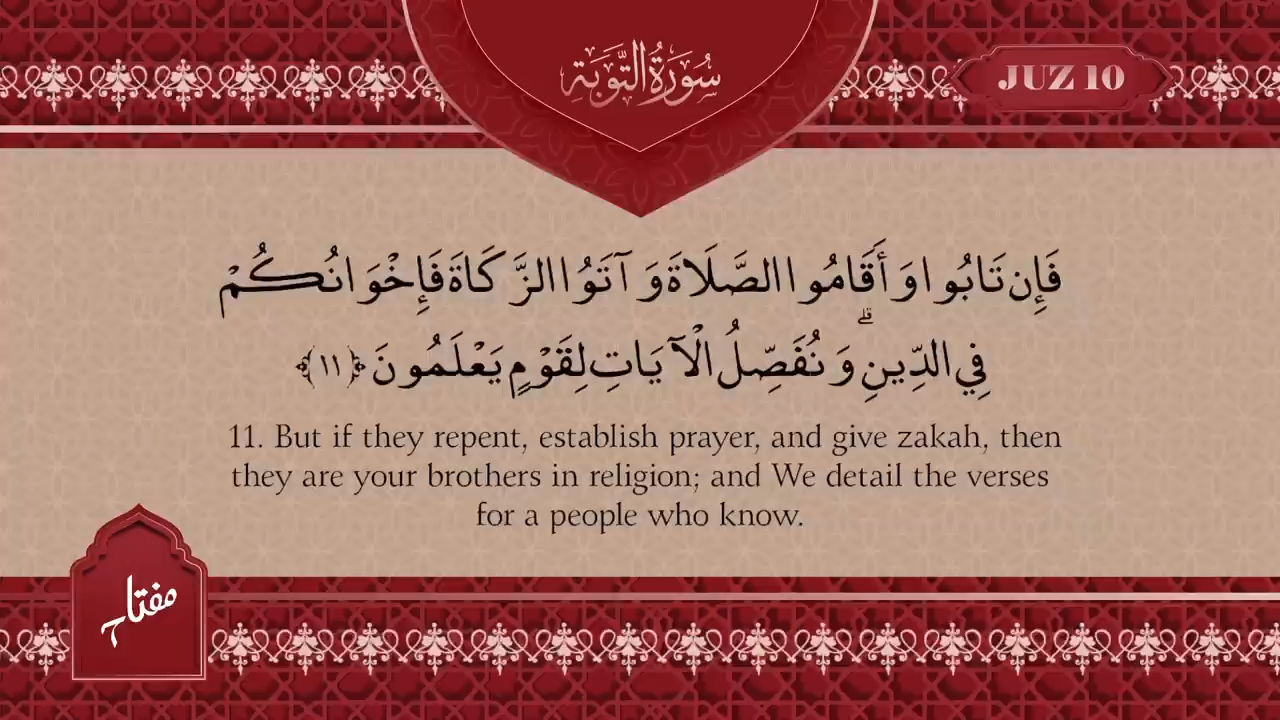 سُورَةُ التَّوْبَةِ
JUZ 10
فَإِن تَابُوا وَأَقَامُوا الصَّلَاةَ وَآتَوُا الزَّكَاةَ فَإِخْوَانُكُمْ
فِي الدِّينِ ۗ وَنُفَصِّلُ الْآيَاتِ لِقَوْمٍ يَعْلَمُونَ ﴿١١﴾
11. But if they repent, establish prayer, and give zakah, then
they are your brothers in religion; and We detail the verses
for a people who know.
مفتاح